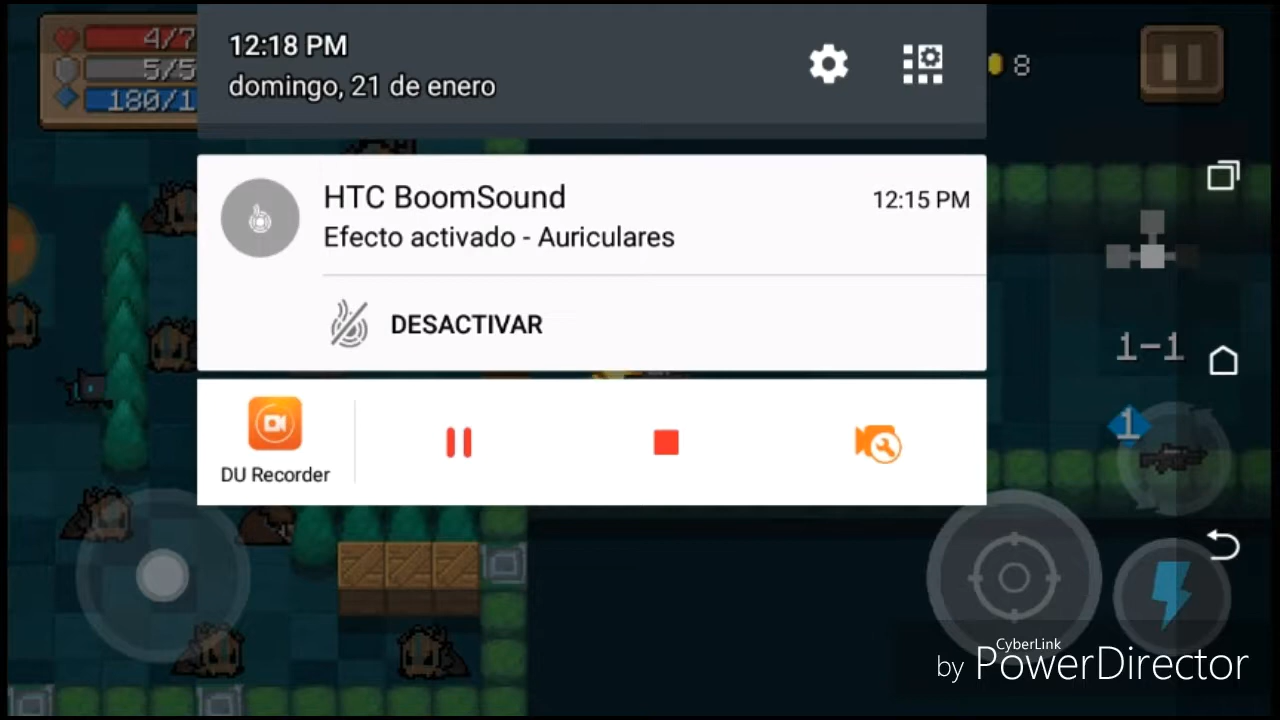 4/7
5/5
180/1
12:18 PM
domingo, 21 de enero
8
HTC BoomSound
12:15 PM
Efecto activado - Auriculares
DESACTIVAR
1-1
1
DU Recorder
CyberLink
by PowerDirector